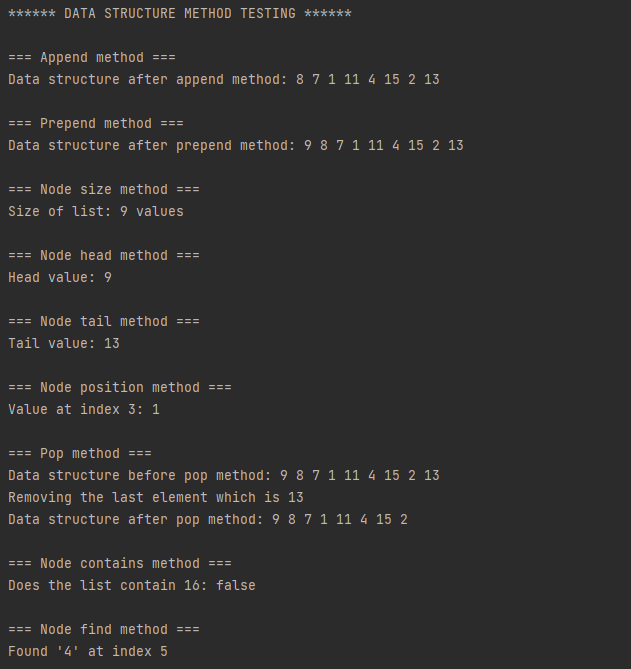 ****** DATA STRUCTURE METHOD TESTING ******
=== Append method ===
Data structure after append method: 8 7 1 11 4 15 2 13
=== Prepend method ===
Data structure after prepend method: 9 8 7 1 11 4 15 2 13
=== Node size method ===
Size of list: 9 values
=== Node head method ===
Head value: 9
=== Node tail method ===
Tail value: 13
=== Node position method ===
Value at index 3: 1
=== Pop method ===
Data structure before pop method: 9 8 7 1 11 4 15 2 13
Removing the last element which is 13
Data structure after pop method: 9 8 7 1 11 4 15 2
=== Node contains method ===
Does the list contain 16: false
=== Node find method ===
Found '4' at index 5